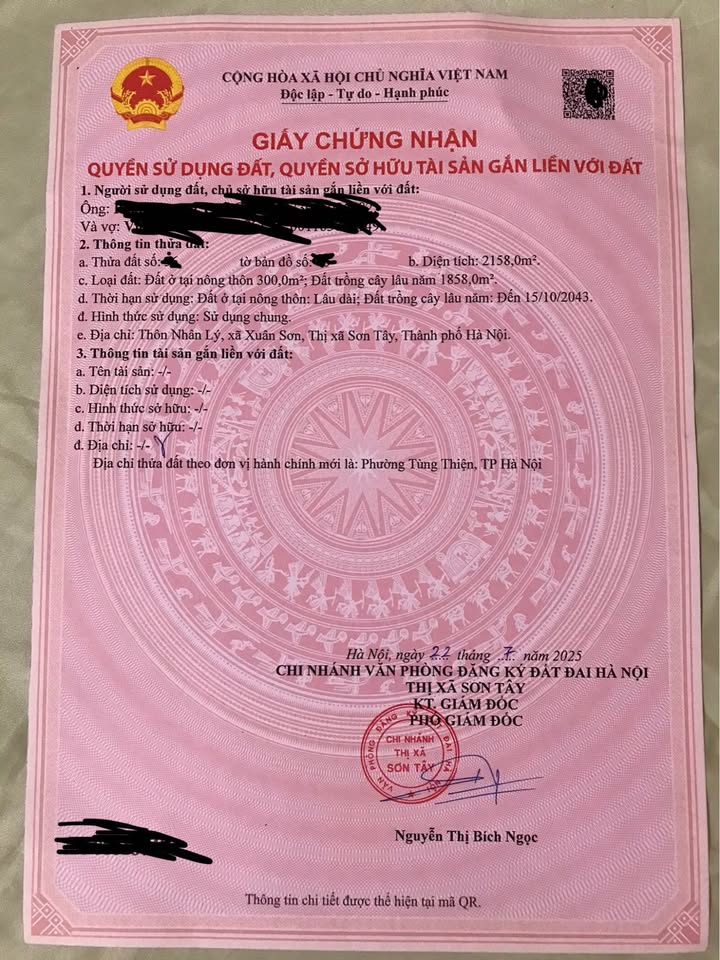 CỘNG HÒA XÃ HỘI CHỦ NGHĨA VIỆT NAM
Độc lập - Tự do - Hạnh phúc
GIẤY CHỨNG NHẬN
QUYỀN SỬ DỤNG ĐẤT, QUYỀN SỞ HỮU TÀI SẢN GẮN LIỀN VỚI ĐẤT
1. Người sử dụng đất, chủ sở hữu tài sản gắn liền với đất:
Ông:
Và vợ:
2. Thông tin thửa đất:
a. Thửa đất số: tờ bản đồ số: b. Diện tích: 2158,0m².
c. Loại đất: Đất ở tại nông thôn 300,0m²; Đất trồng cây lâu năm 1858,0m².
d. Thời hạn sử dụng: Đất ở tại nông thôn: Lâu dài; Đất trồng cây lâu năm: Đến 15/10/2043.
đ. Hình thức sử dụng: Sử dụng chung.
e. Địa chỉ: Thôn Nhân Lý, xã Xuân Sơn, Thị xã Sơn Tây, Thành phố Hà Nội.
3. Thông tin tài sản gắn liền với đất:
a. Tên tài sản: -/-
b. Diện tích sử dụng: -/-
c. Hình thức sở hữu: -/-
d. Thời hạn sở hữu: -/-
đ. Địa chỉ: -/-
Địa chỉ thửa đất theo đơn vị hành chính mới là: Phường Tùng Thiện, TP Hà Nội
Hà Nội, ngày 22 tháng 7 năm 2025
CHI NHÁNH VĂN PHÒNG ĐĂNG KÝ ĐẤT ĐAI HÀ NỘI
THỊ XÃ SƠN TÂY
KT. GIÁM ĐỐC
PHÓ GIÁM ĐỐC
VĂN PHÒNG ĐĂNG KÝ ĐẤT ĐAI HÀ NỘI
CHI NHÁNH
THỊ XÃ
SƠN TÂY
Nguyễn Thị Bích Ngọc
Thông tin chi tiết được thể hiện tại mã QR.